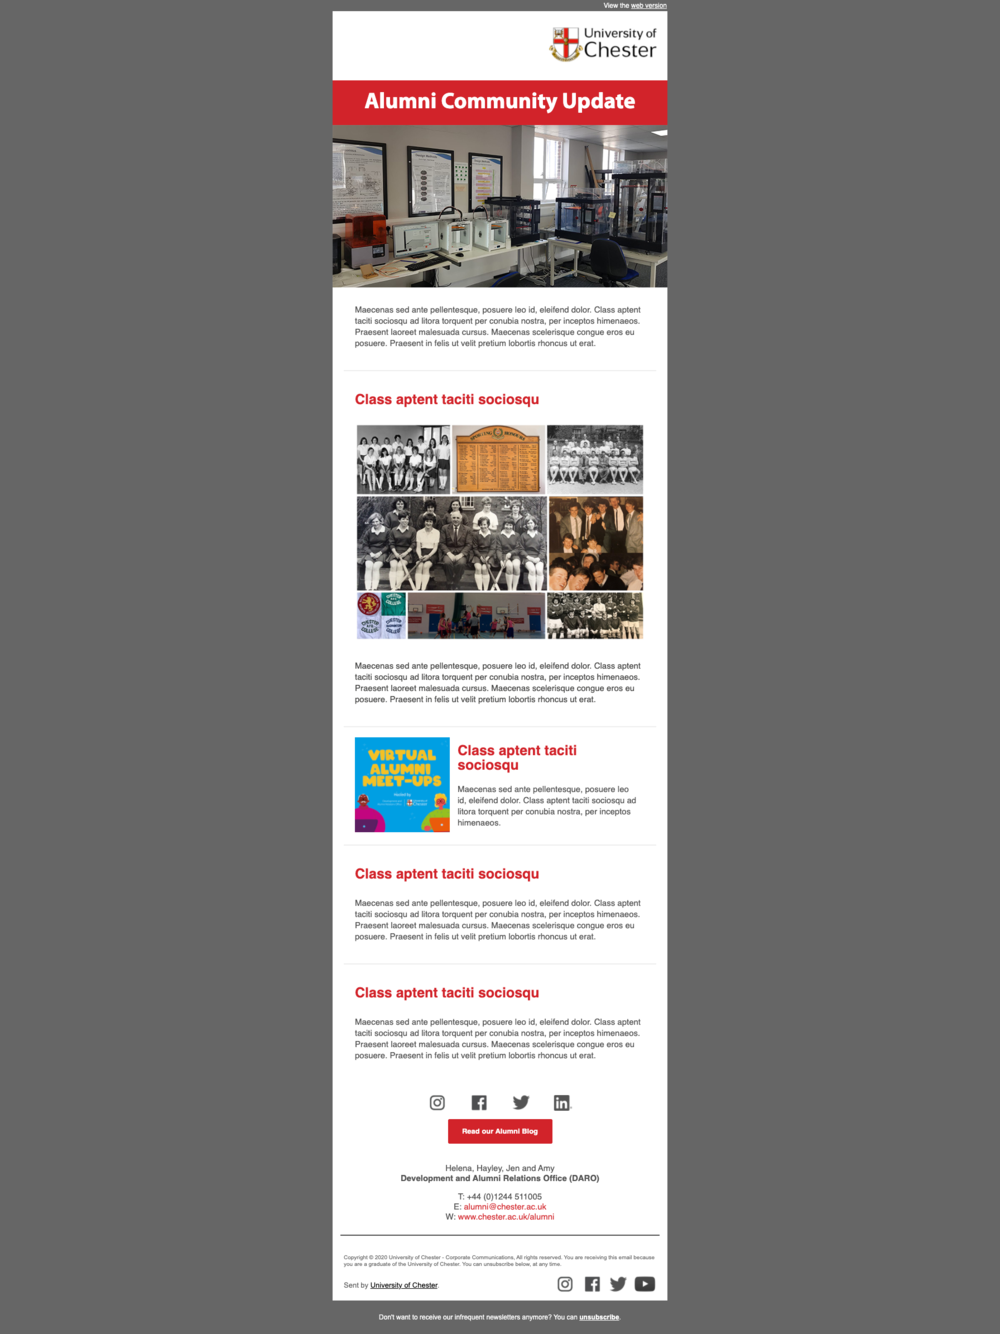 View the web version
University of
Chester
Alumni Community Update
Maecenas sed ante pellentesque, posuere leo id, eleifend dolor. Class aptent
taciti sociosqu ad litora torquent per conubia nostra, per inceptos himenaeos.
Praesent laoreet malesuada cursus. Maecenas scelerisque congue eros eu
posuere. Praesent in felis ut velit pretium lobortis rhoncus ut erat.
Class aptent taciti sociosqu
Maecenas sed ante pellentesque, posuere leo id, eleifend dolor. Class aptent
taciti sociosqu ad litora torquent per conubia nostra, per inceptos himenaeos.
Praesent laoreet malesuada cursus. Maecenas scelerisque congue eros eu
posuere. Praesent in felis ut velit pretium lobortis rhoncus ut erat.
VIRTUAL
ALUMNI
MEET-UPS
Hosted by
University of
Chester
Class aptent taciti
sociosqu
Maecenas sed ante pellentesque, posuere leo
id, eleifend dolor. Class aptent taciti sociosqu ad
litora torquent per conubia nostra, per inceptos
himenaeos.
Class aptent taciti sociosqu
Maecenas sed ante pellentesque, posuere leo id, eleifend dolor. Class aptent
taciti sociosqu ad litora torquent per conubia nostra, per inceptos himenaeos.
Praesent laoreet malesuada cursus. Maecenas scelerisque congue eros eu
posuere. Praesent in felis ut velit pretium lobortis rhoncus ut erat.
Class aptent taciti sociosqu
Maecenas sed ante pellentesque, posuere leo id, eleifend dolor. Class aptent
taciti sociosqu ad litora torquent per conubia nostra, per inceptos himenaeos.
Praesent laoreet malesuada cursus. Maecenas scelerisque congue eros eu
posuere. Praesent in felis ut velit pretium lobortis rhoncus ut erat.
Read our Alumni Blog
Helena, Hayley, Jen and Amy
Development and Alumni Relations Office (DARO)
T: +44 (0)1244 511005
E: alumni@chester.ac.uk
W: www.chester.ac.uk/alumni
Copyright © 2020 University of Chester - Corporate Communications, All rights reserved. You are receiving this email because
you are a graduate of the University of Chester. You can unsubscribe below, at any time.
Sent by University of Chester.
Don't want to receive our infrequent newsletters anymore? You can unsubscribe.